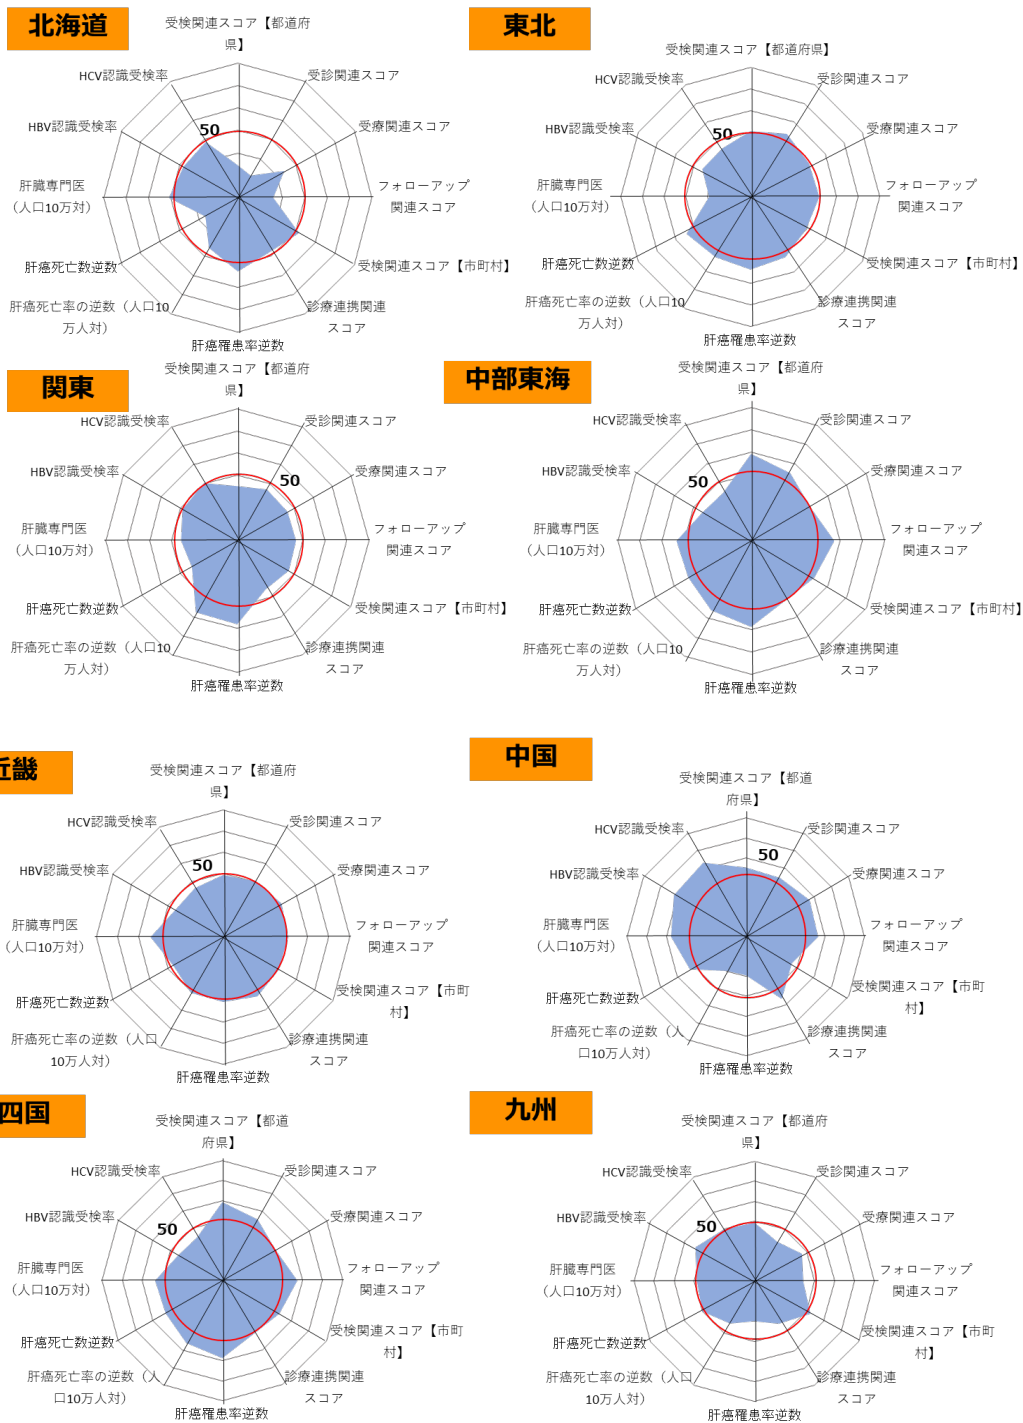 北海道
受検関連スコア【都道府
県】
受診関連スコア
受療関連スコア
フォローアップ
関連スコア
受検関連スコア【市町村】
診療連携関連
スコア
肝癌罹患率逆数
肝癌死亡率の逆数（人口10
万人対）
肝癌死亡数逆数
肝臓専門医
（人口10万対）
HBV認識受検率
HCV認識受検率
50
東北
受検関連スコア【都道府県】
受診関連スコア
受療関連スコア
フォローアップ
関連スコア
受検関連スコア【市町村】
診療連携関連
スコア
肝癌罹患率逆数
肝癌死亡率の逆数（人口10
万人対）
肝癌死亡数逆数
肝臓専門医
（人口10万対）
HBV認識受検率
HCV認識受検率
50
関東
受検関連スコア【都道府
県】
受診関連スコア
受療関連スコア
フォローアップ
関連スコア
受検関連スコア【市町村】
診療連携関連
スコア
肝癌罹患率逆数
肝癌死亡率の逆数（人口10
万人対）
肝癌死亡数逆数
肝臓専門医
（人口10万対）
HBV認識受検率
HCV認識受検率
50
中部東海
受検関連スコア【都道府
県】
受診関連スコア
受療関連スコア
フォローアップ
関連スコア
受検関連スコア【市町村】
診療連携関連
スコア
肝癌罹患率逆数
肝癌死亡率の逆数（人口10
万人対）
肝癌死亡数逆数
肝臓専門医
（人口10万対）
HBV認識受検率
HCV認識受検率
50
近畿
受検関連スコア【都道府
県】
受診関連スコア
受療関連スコア
フォローアップ
関連スコア
受検関連スコア【市町
村】
診療連携関連
スコア
肝癌罹患率逆数
肝癌死亡率の逆数（人口
10万人対）
肝癌死亡数逆数
肝臓専門医
（人口10万対）
HBV認識受検率
HCV認識受検率
50
中国
受検関連スコア【都道
府県】
受診関連スコア
受療関連スコア
フォローアップ
関連スコア
受検関連スコア【市町
村】
診療連携関連
スコア
肝癌罹患率逆数
肝癌死亡率の逆数（人
口10万人対）
肝癌死亡数逆数
肝臓専門医
（人口10万対）
HBV認識受検率
HCV認識受検率
50
四国
受検関連スコア【都道
府県】
受診関連スコア
受療関連スコア
フォローアップ
関連スコア
受検関連スコア【市町
村】
診療連携関連
スコア
肝癌罹患率逆数
肝癌死亡率の逆数（人
口10万人対）
肝癌死亡数逆数
肝臓専門医
（人口10万対）
HBV認識受検率
HCV認識受検率
50
九州
受検関連スコア【都道府
県】
受診関連スコア
受療関連スコア
フォローアップ
関連スコア
受検関連スコア【市町
村】
診療連携関連
スコア
肝癌罹患率逆数
肝癌死亡率の逆数（人口
10万人対）
肝癌死亡数逆数
肝臓専門医
（人口10万対）
HBV認識受検率
HCV認識受検率
50